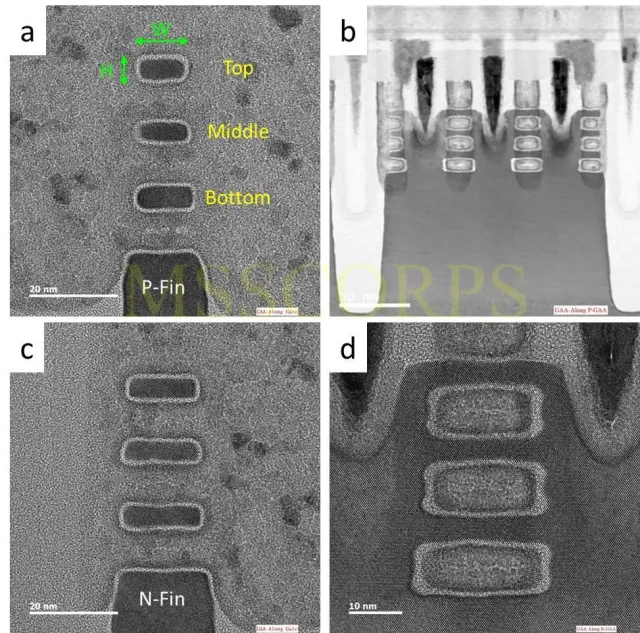 a
W
H
Top
Middle
Bottom
P-Fin
20 nm
GAA-Along Gate
b
nm
GAA-Along P-GAA
MSSCORPS
c
N-Fin
20 nm
GAA-Along Gate
d
10 nm
GAA-Along N-GAA